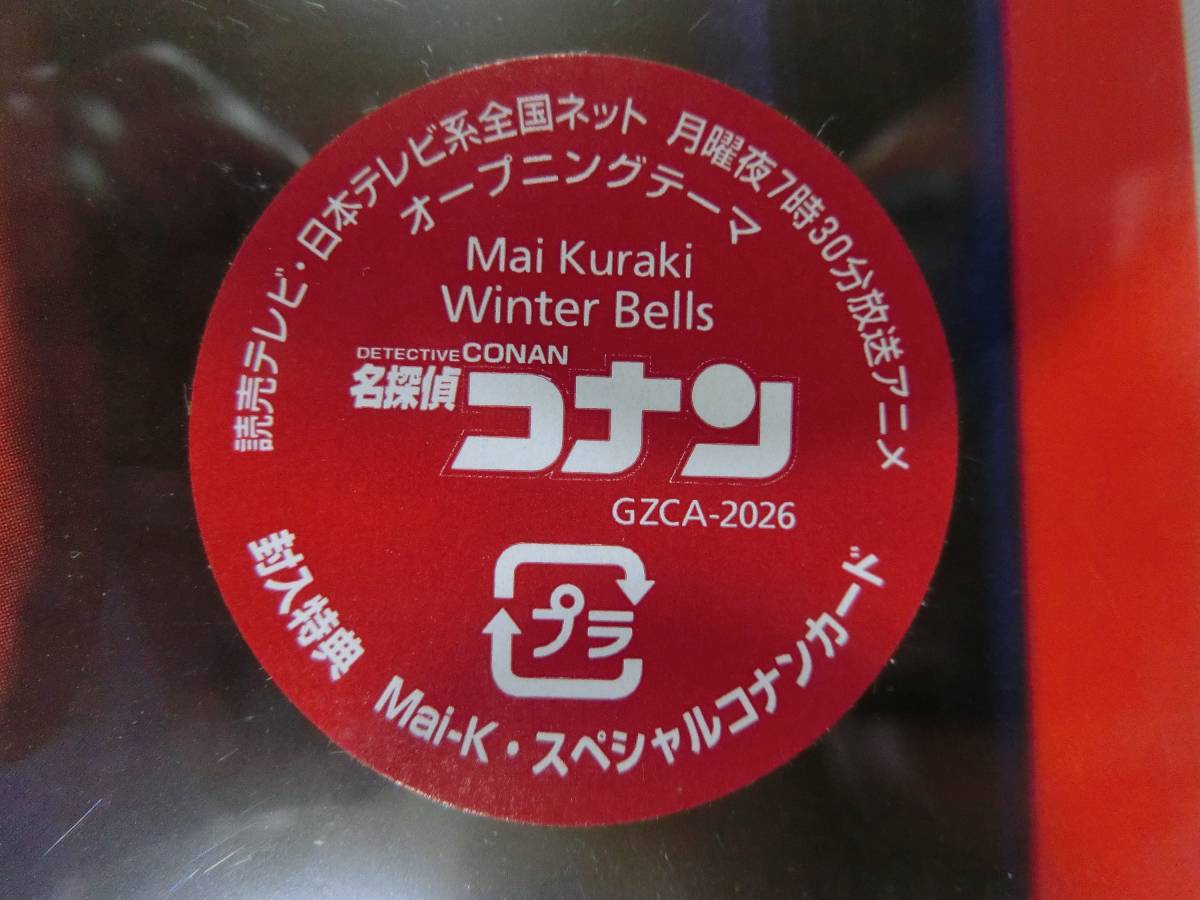 読売テレビ・日本テレビ系全国ネット 月曜夜7時30分放送アニメ
オープニングテーマ
Mai Kuraki
Winter Bells
DETECTIVE CONAN
名探偵 コナン
GZCA-2026
プラ
封入特典 Mai-K・スペシャルコナンカード